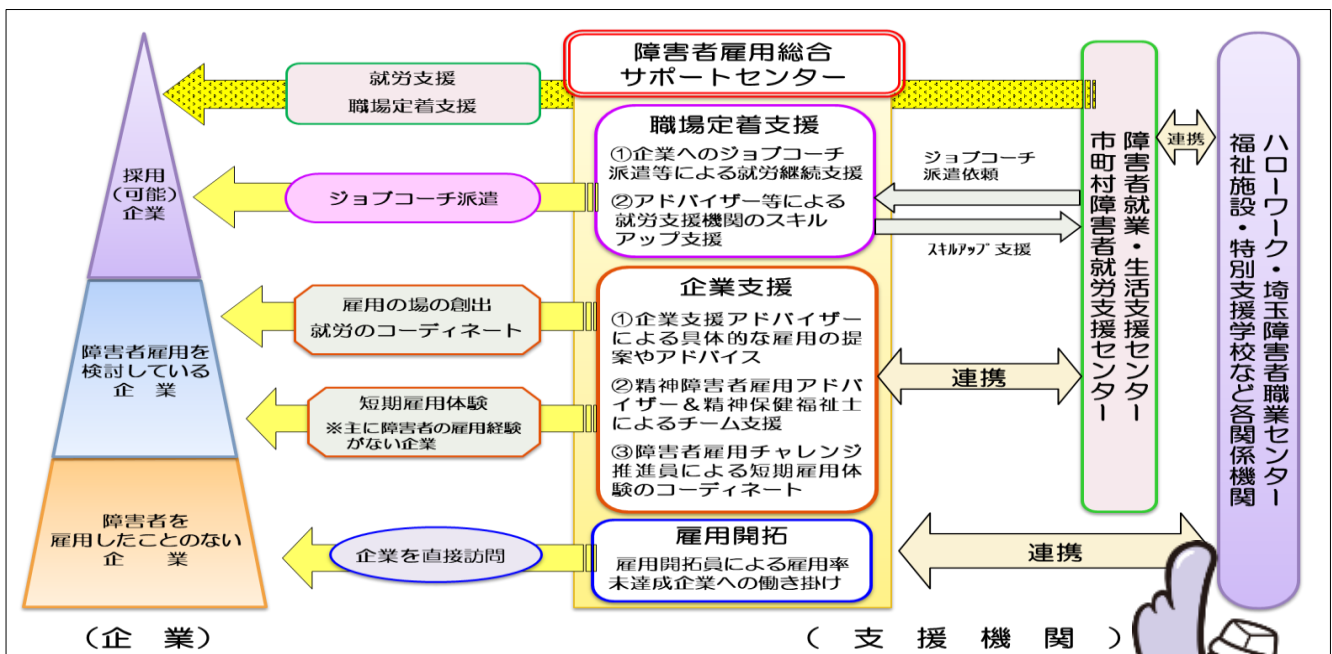 障害者雇用総合
サポートセンター
就労支援
職場定着支援
採用
(可能)
企業
障害者雇用を
検討している
企　業
障害者を
雇用したことのない
企　　業
(企　業)
ジョブコーチ派遣
雇用の場の創出
就労のコーディネート
短期雇用体験
※主に障害者の雇用経験
がない企業
企業を直接訪問
職場定着支援
①企業へのジョブコーチ
派遣等による就労継続支援
②アドバイザー等による
就労支援機関のスキル
アップ支援
企業支援
①企業支援アドバイザー
による具体的な雇用の提
案やアドバイス
②精神障害者雇用アドバ
イザー&精神保健福祉士
によるチーム支援
③障害者雇用チャレンジ
推進員による短期雇用体
験のコーディネート
雇用開拓
雇用開拓員による雇用率
未達成企業への働き掛け
ジョブコーチ
派遣依頼
スキルアップ支援
連携
連携
連携
障害者就業・生活支援センター
市町村障害者就労支援センター
ハローワーク・埼玉障害者職業センター
福祉施設・特別支援学校など各関係機関
(支援機関)